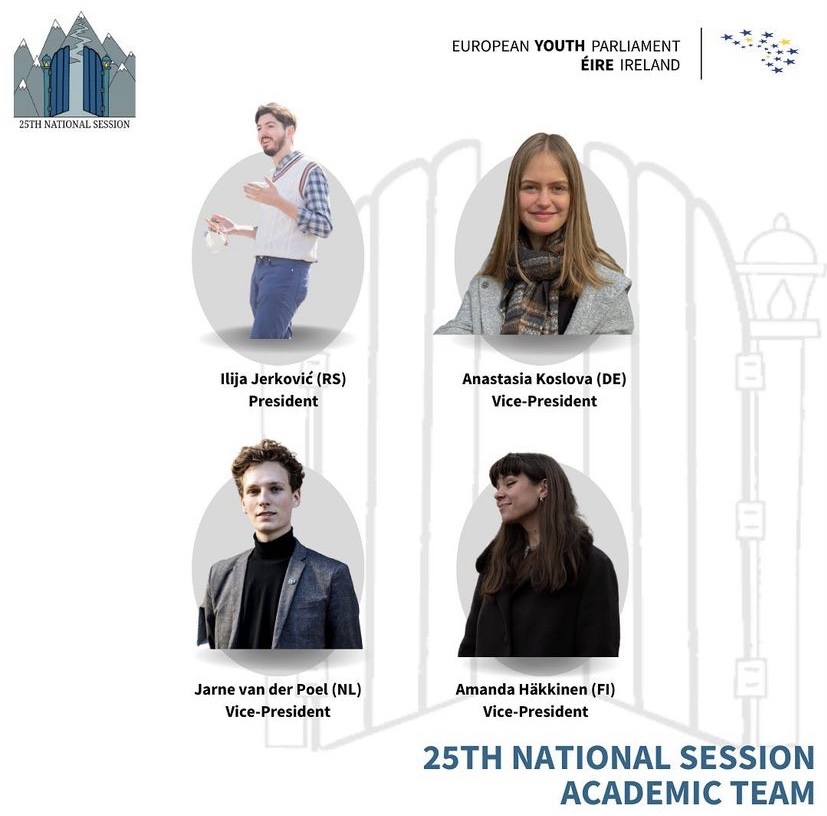 25TH NATIONAL SESSION
EUROPEAN YOUTH PARLIAMENT
ÉIRE IRELAND
Ilija Jerković (RS)
President
Anastasia Koslova (DE)
Vice-President
Jarne van der Poel (NL)
Vice-President
Amanda Häkkinen (FI)
Vice-President
25TH NATIONAL SESSION
ACADEMIC TEAM